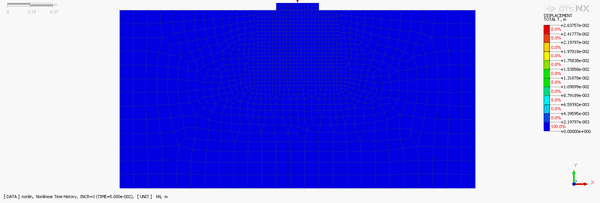 NX
DISPLACEMENT
TOTAL T , m
+2.63757e-002
0.0%
+2.41777e-002
0.0%
+2.19797e-002
0.0%
+1.97818e-002
0.0%
+1.75838e-002
0.0%
+1.53858e-002
0.0%
+1.31878e-002
0.0%
+1.09899e-002
0.0%
+8.79189e-003
0.0%
+6.59392e-003
0.0%
+4.39595e-003
0.0%
+2.19797e-003
100.0%
+0.00000e+000
Y
X
[ DATA ] nonlin, Nonlinear Time History, INCR=1 (TIME=5.000e-002), [ UNIT ] kN, m